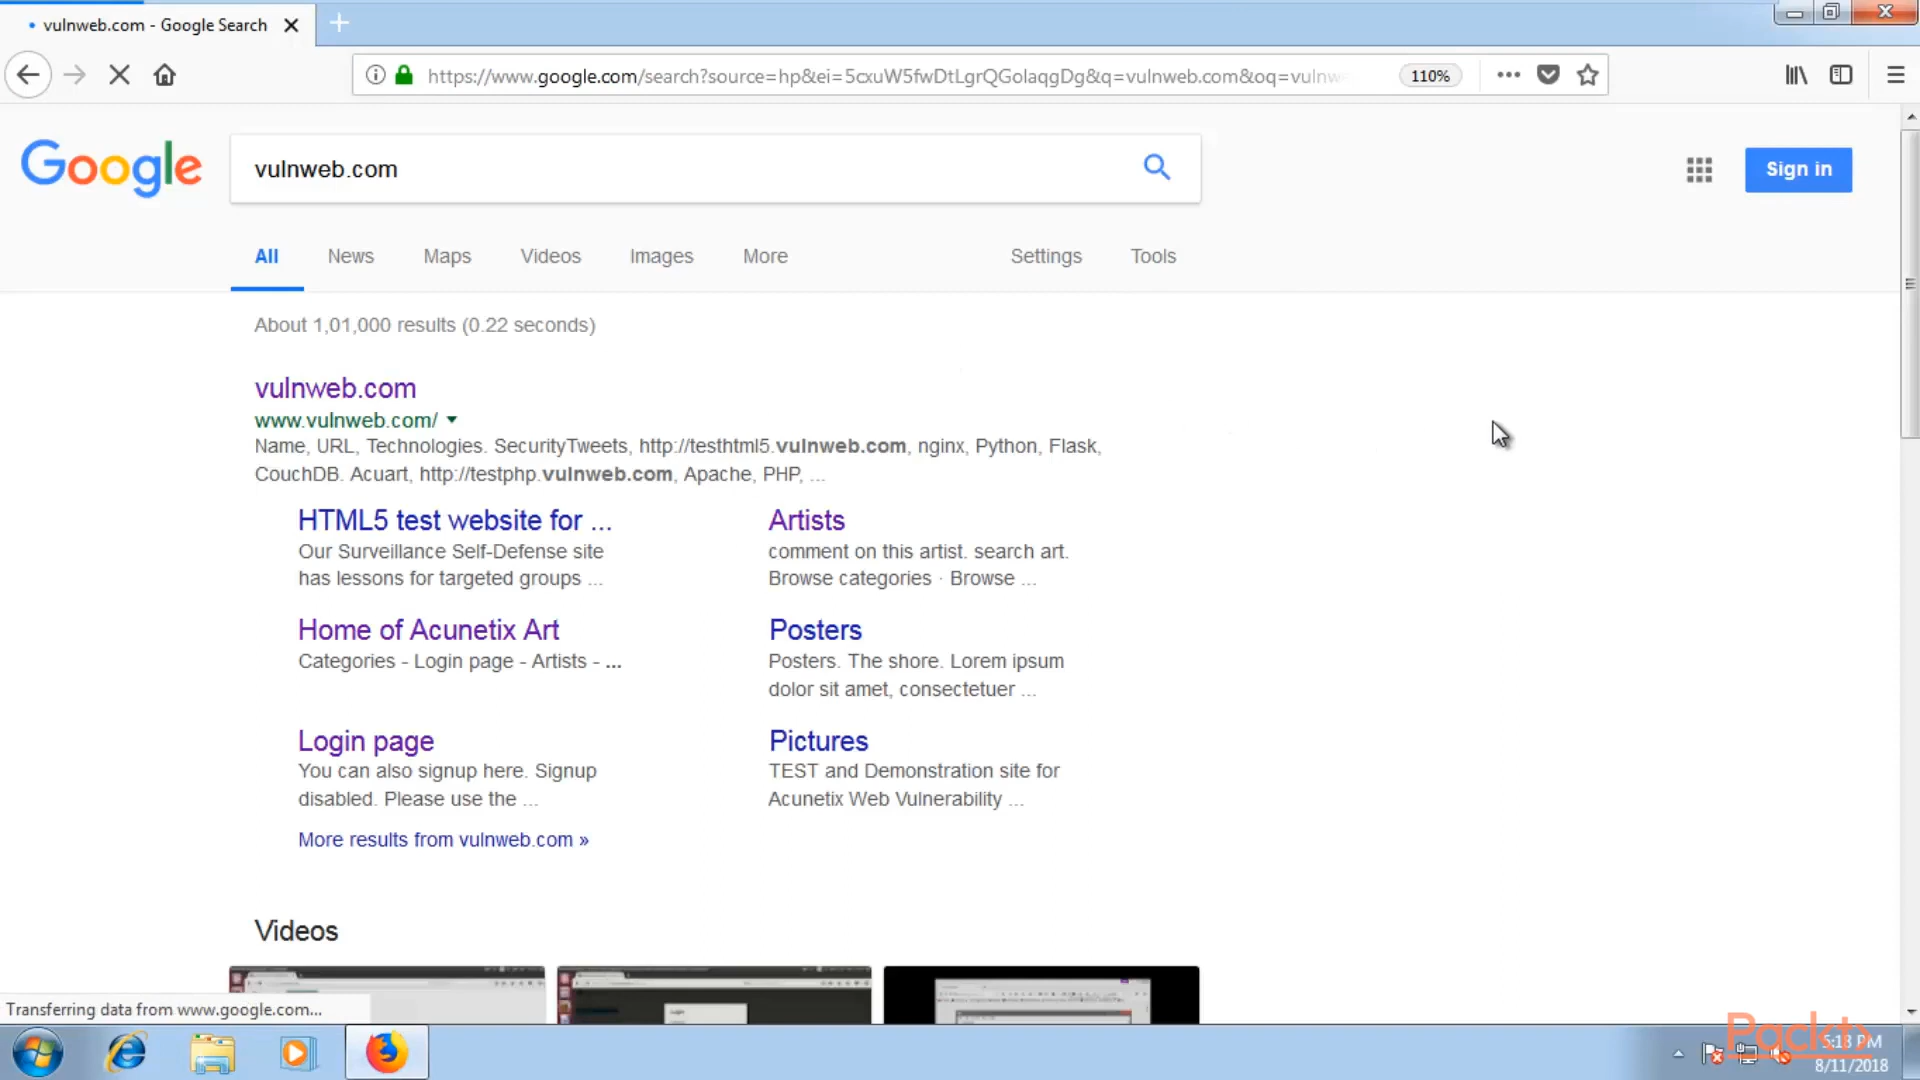 vulnweb.com - Google Search
https://www.google.com/search?source=hp&ei=5cxuW5fwDtLgrQGolaqgDg&q=vulnweb.com&oq=vulnwe
110%
Google
vulnweb.com
Sign in
All News Maps Videos Images More Settings Tools
About 1,01,000 results (0.22 seconds)
vulnweb.com
www.vulnweb.com/
Name, URL, Technologies. SecurityTweets, http://testhtml5.vulnweb.com, nginx, Python, Flask,
CouchDB. Acuart, http://testphp.vulnweb.com, Apache, PHP, ...
HTML5 test website for ...
Our Surveillance Self-Defense site
has lessons for targeted groups ...
Artists
comment on this artist. search art.
Browse categories · Browse ...
Home of Acunetix Art
Categories - Login page - Artists - ...
Posters
Posters. The shore. Lorem ipsum
dolor sit amet, consectetuer ...
Login page
You can also signup here. Signup
disabled. Please use the ...
Pictures
TEST and Demonstration site for
Acunetix Web Vulnerability ...
More results from vulnweb.com »
Videos
Transferring data from www.google.com...
Packt>
5:13 PM
8/11/2018